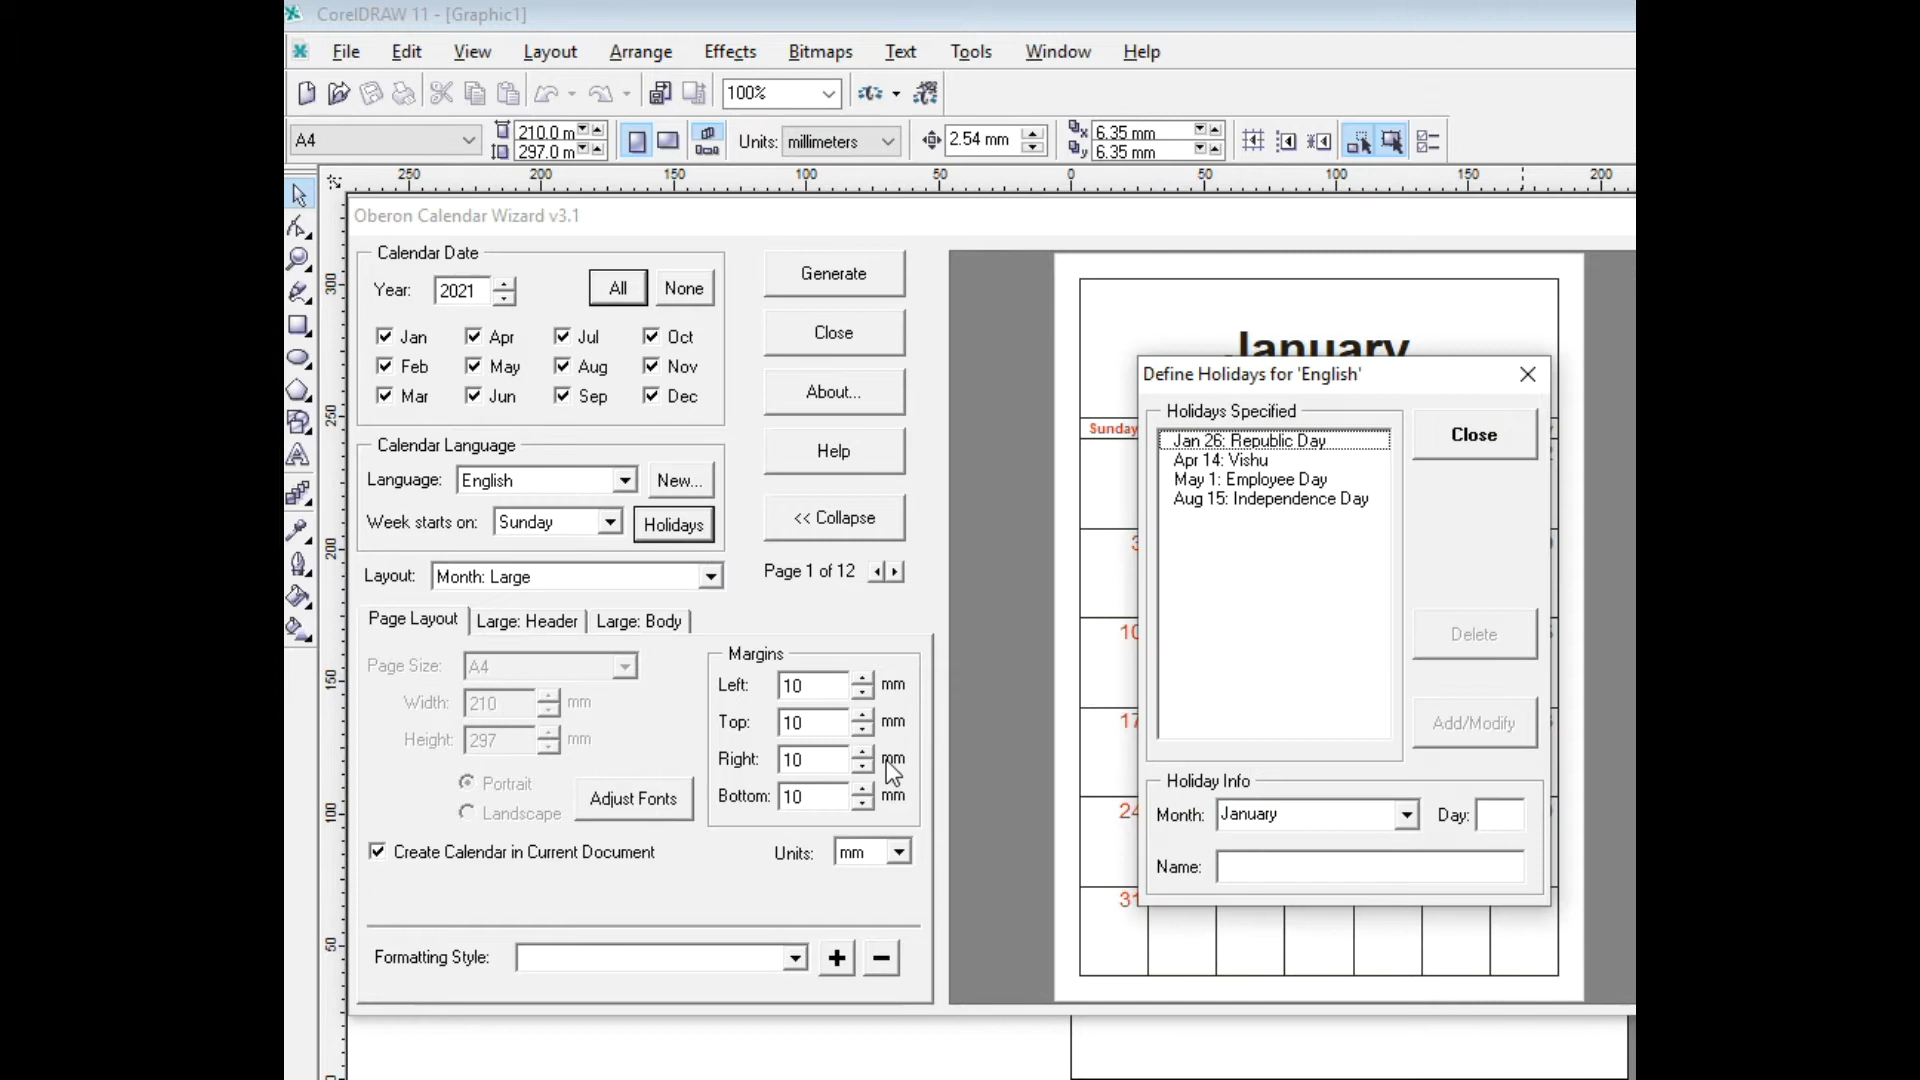 CorelDRAW 11 - [Graphic1]
File Edit View Layout Arrange Effects Bitmaps Text Tools Window Help
100%
A4 210.0 m 297.0 m Units: millimeters 2.54 mm x 6.35 mm y 6.35 mm
250 200 150 100 50 0 50 100 150 200
300
250
200
150
100
50
Oberon Calendar Wizard v3.1
Calendar Date
Year: 2021 All None
Jan Apr Jul Oct
Feb May Aug Nov
Mar Jun Sep Dec
Calendar Language
Language: English New...
Week starts on: Sunday Holidays
Layout: Month: Large
Generate
Close
About...
Help
<< Collapse
Page 1 of 12
Page Layout Large: Header Large: Body
Page Size: A4
Width: 210 mm
Height: 297 mm
Portrait
Landscape
Adjust Fonts
Margins
Left: 10 mm
Top: 10 mm
Right: 10 mm
Bottom: 10 mm
Create Calendar in Current Document
Units: mm
Formatting Style:
January
Sunday
3
10
17
24
31
Define Holidays for 'English'
Holidays Specified
Jan 26: Republic Day
Apr 14: Vishu
May 1: Employee Day
Aug 15: Independence Day
Close
Delete
Add/Modify
Holiday Info
Month: January Day:
Name: